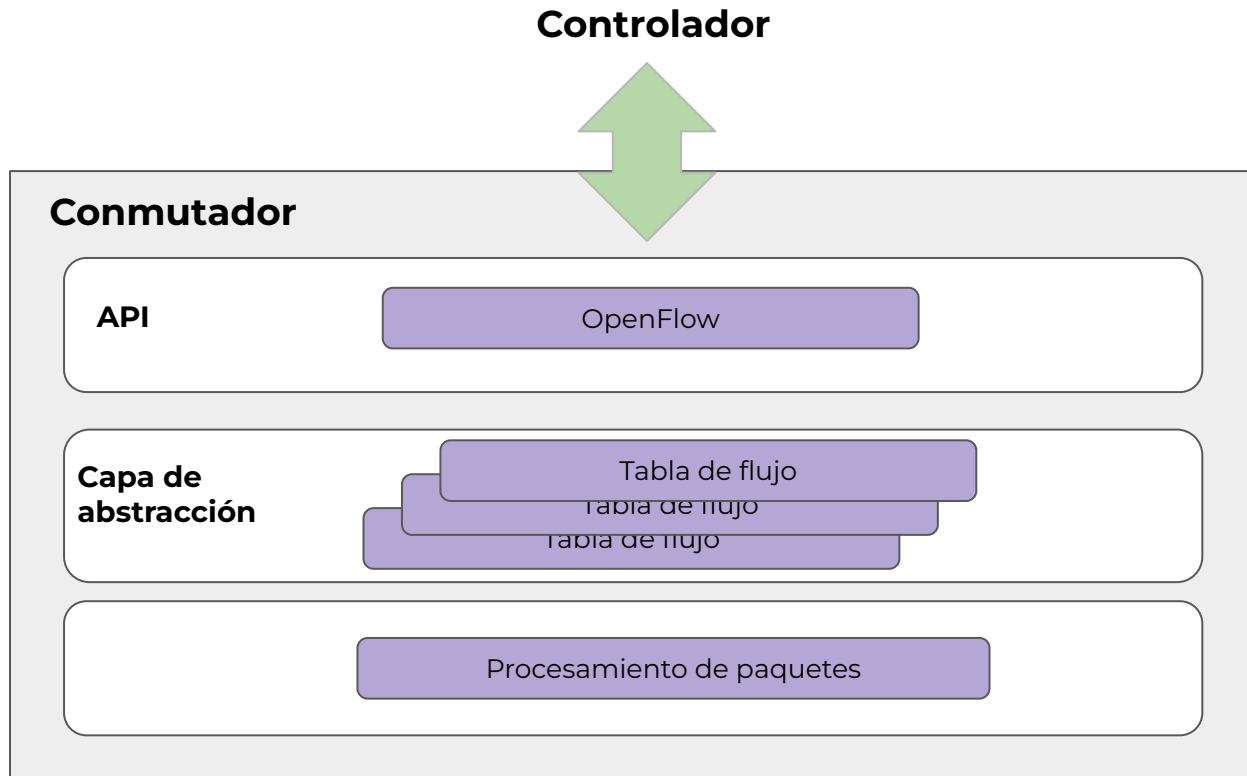 Controlador
Conmutador
API
OpenFlow
Capa de
abstracción
Tabla de flujo
Tabla de flujo
Tabla de flujo
Procesamiento de paquetes